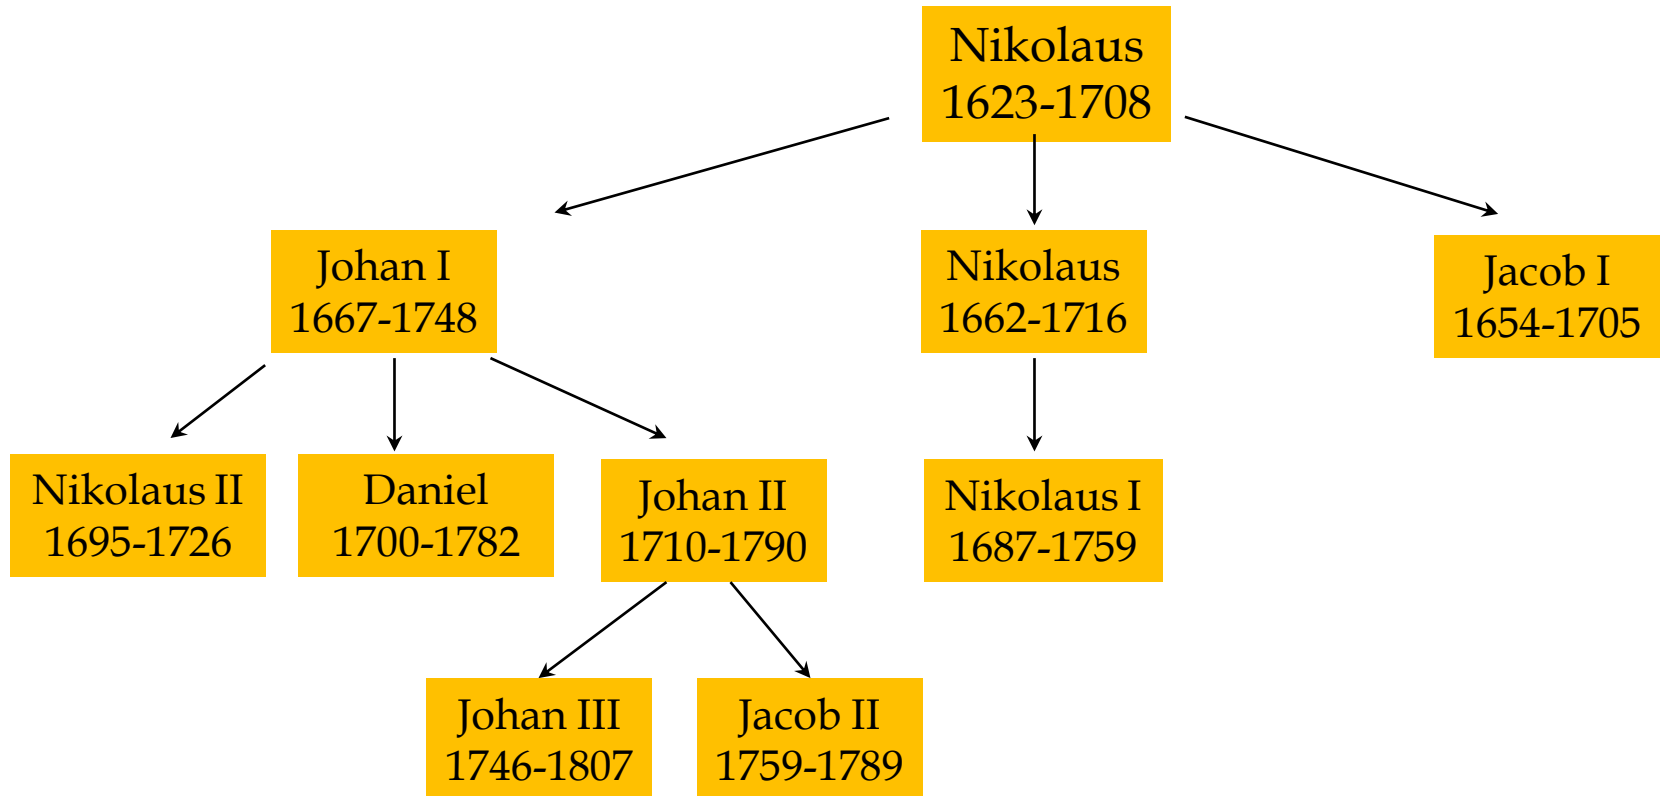 Nikolaus
1623-1708
Johan I
1667-1748
Nikolaus
1662-1716
Jacob I
1654-1705
Nikolaus II
1695-1726
Daniel
1700-1782
Johan II
1710-1790
Nikolaus I
1687-1759
Johan III
1746-1807
Jacob II
1759-1789